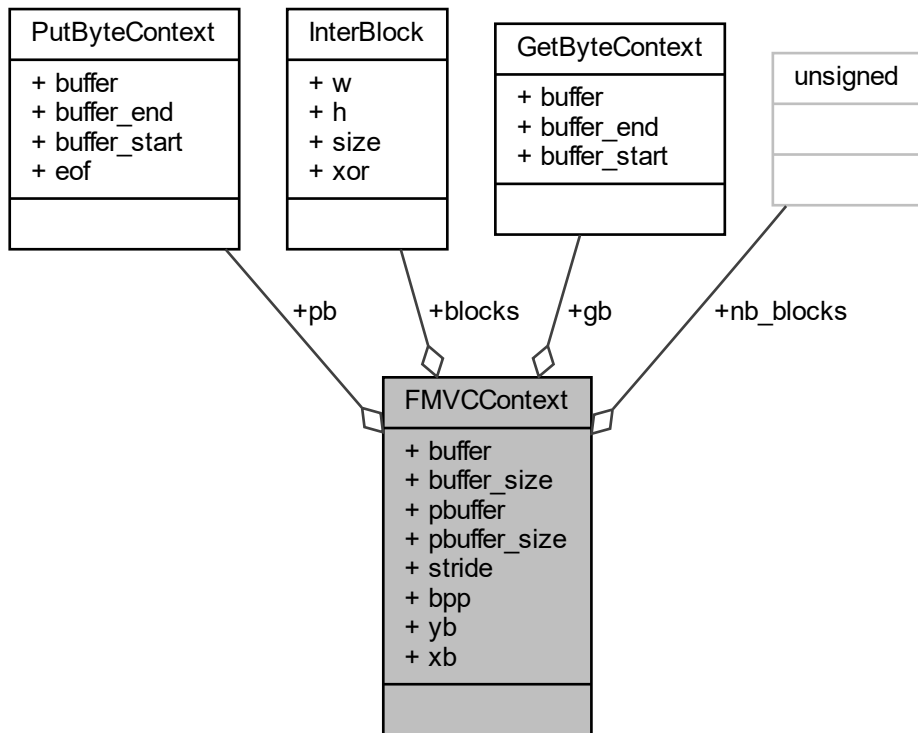 PutByteContext
+ buffer
+ buffer_end
+ buffer_start
+ eof
InterBlock
+ w
+ h
+ size
+ xor
GetByteContext
+ buffer
+ buffer_end
+ buffer_start
unsigned
+pb
+blocks
+gb
+nb_blocks
FMVCContext
+ buffer
+ buffer_size
+ pbuffer
+ pbuffer_size
+ stride
+ bpp
+ yb
+ xb